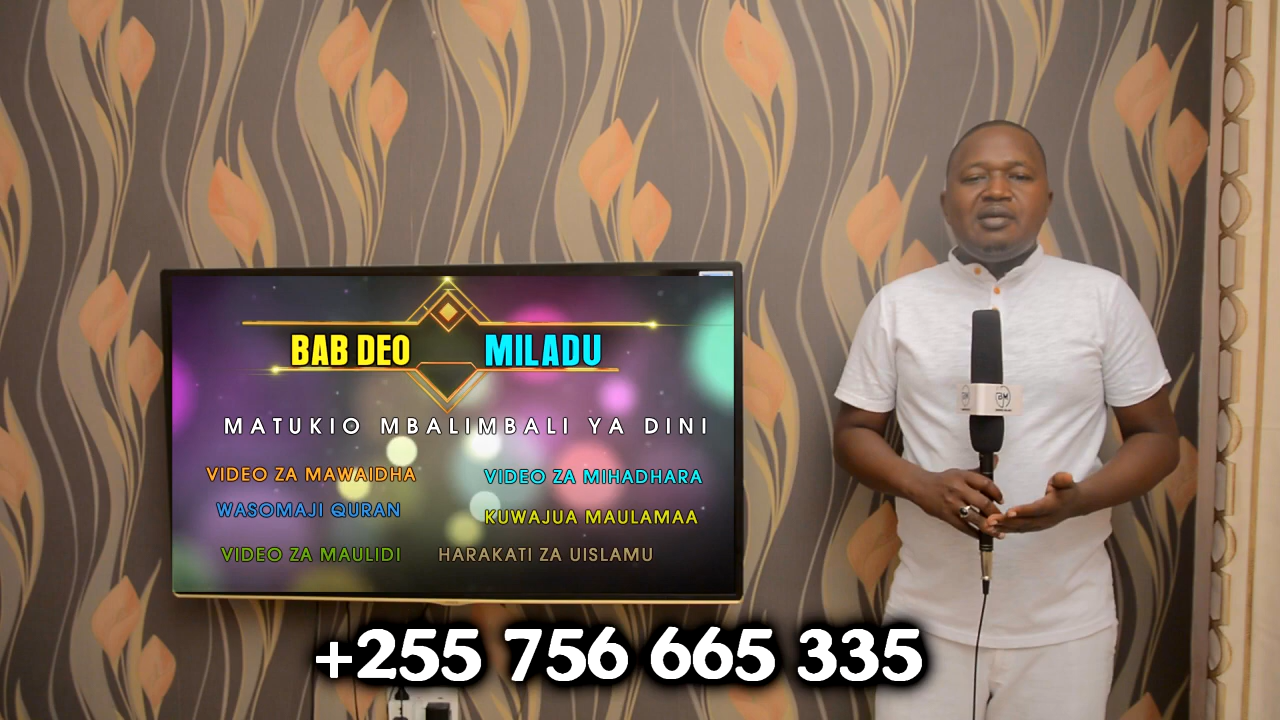 BAB DEO MILADU
MATUKIO MBALIMBALI YA DINI
VIDEO ZA MAWAIDHA
VIDEO ZA MIHADHARA
WASOMAJI QURAN
KUWAJUA MAULAMAA
VIDEO ZA MAULIDI
HARAKATI ZA UISLAMU
+255 756 665 335